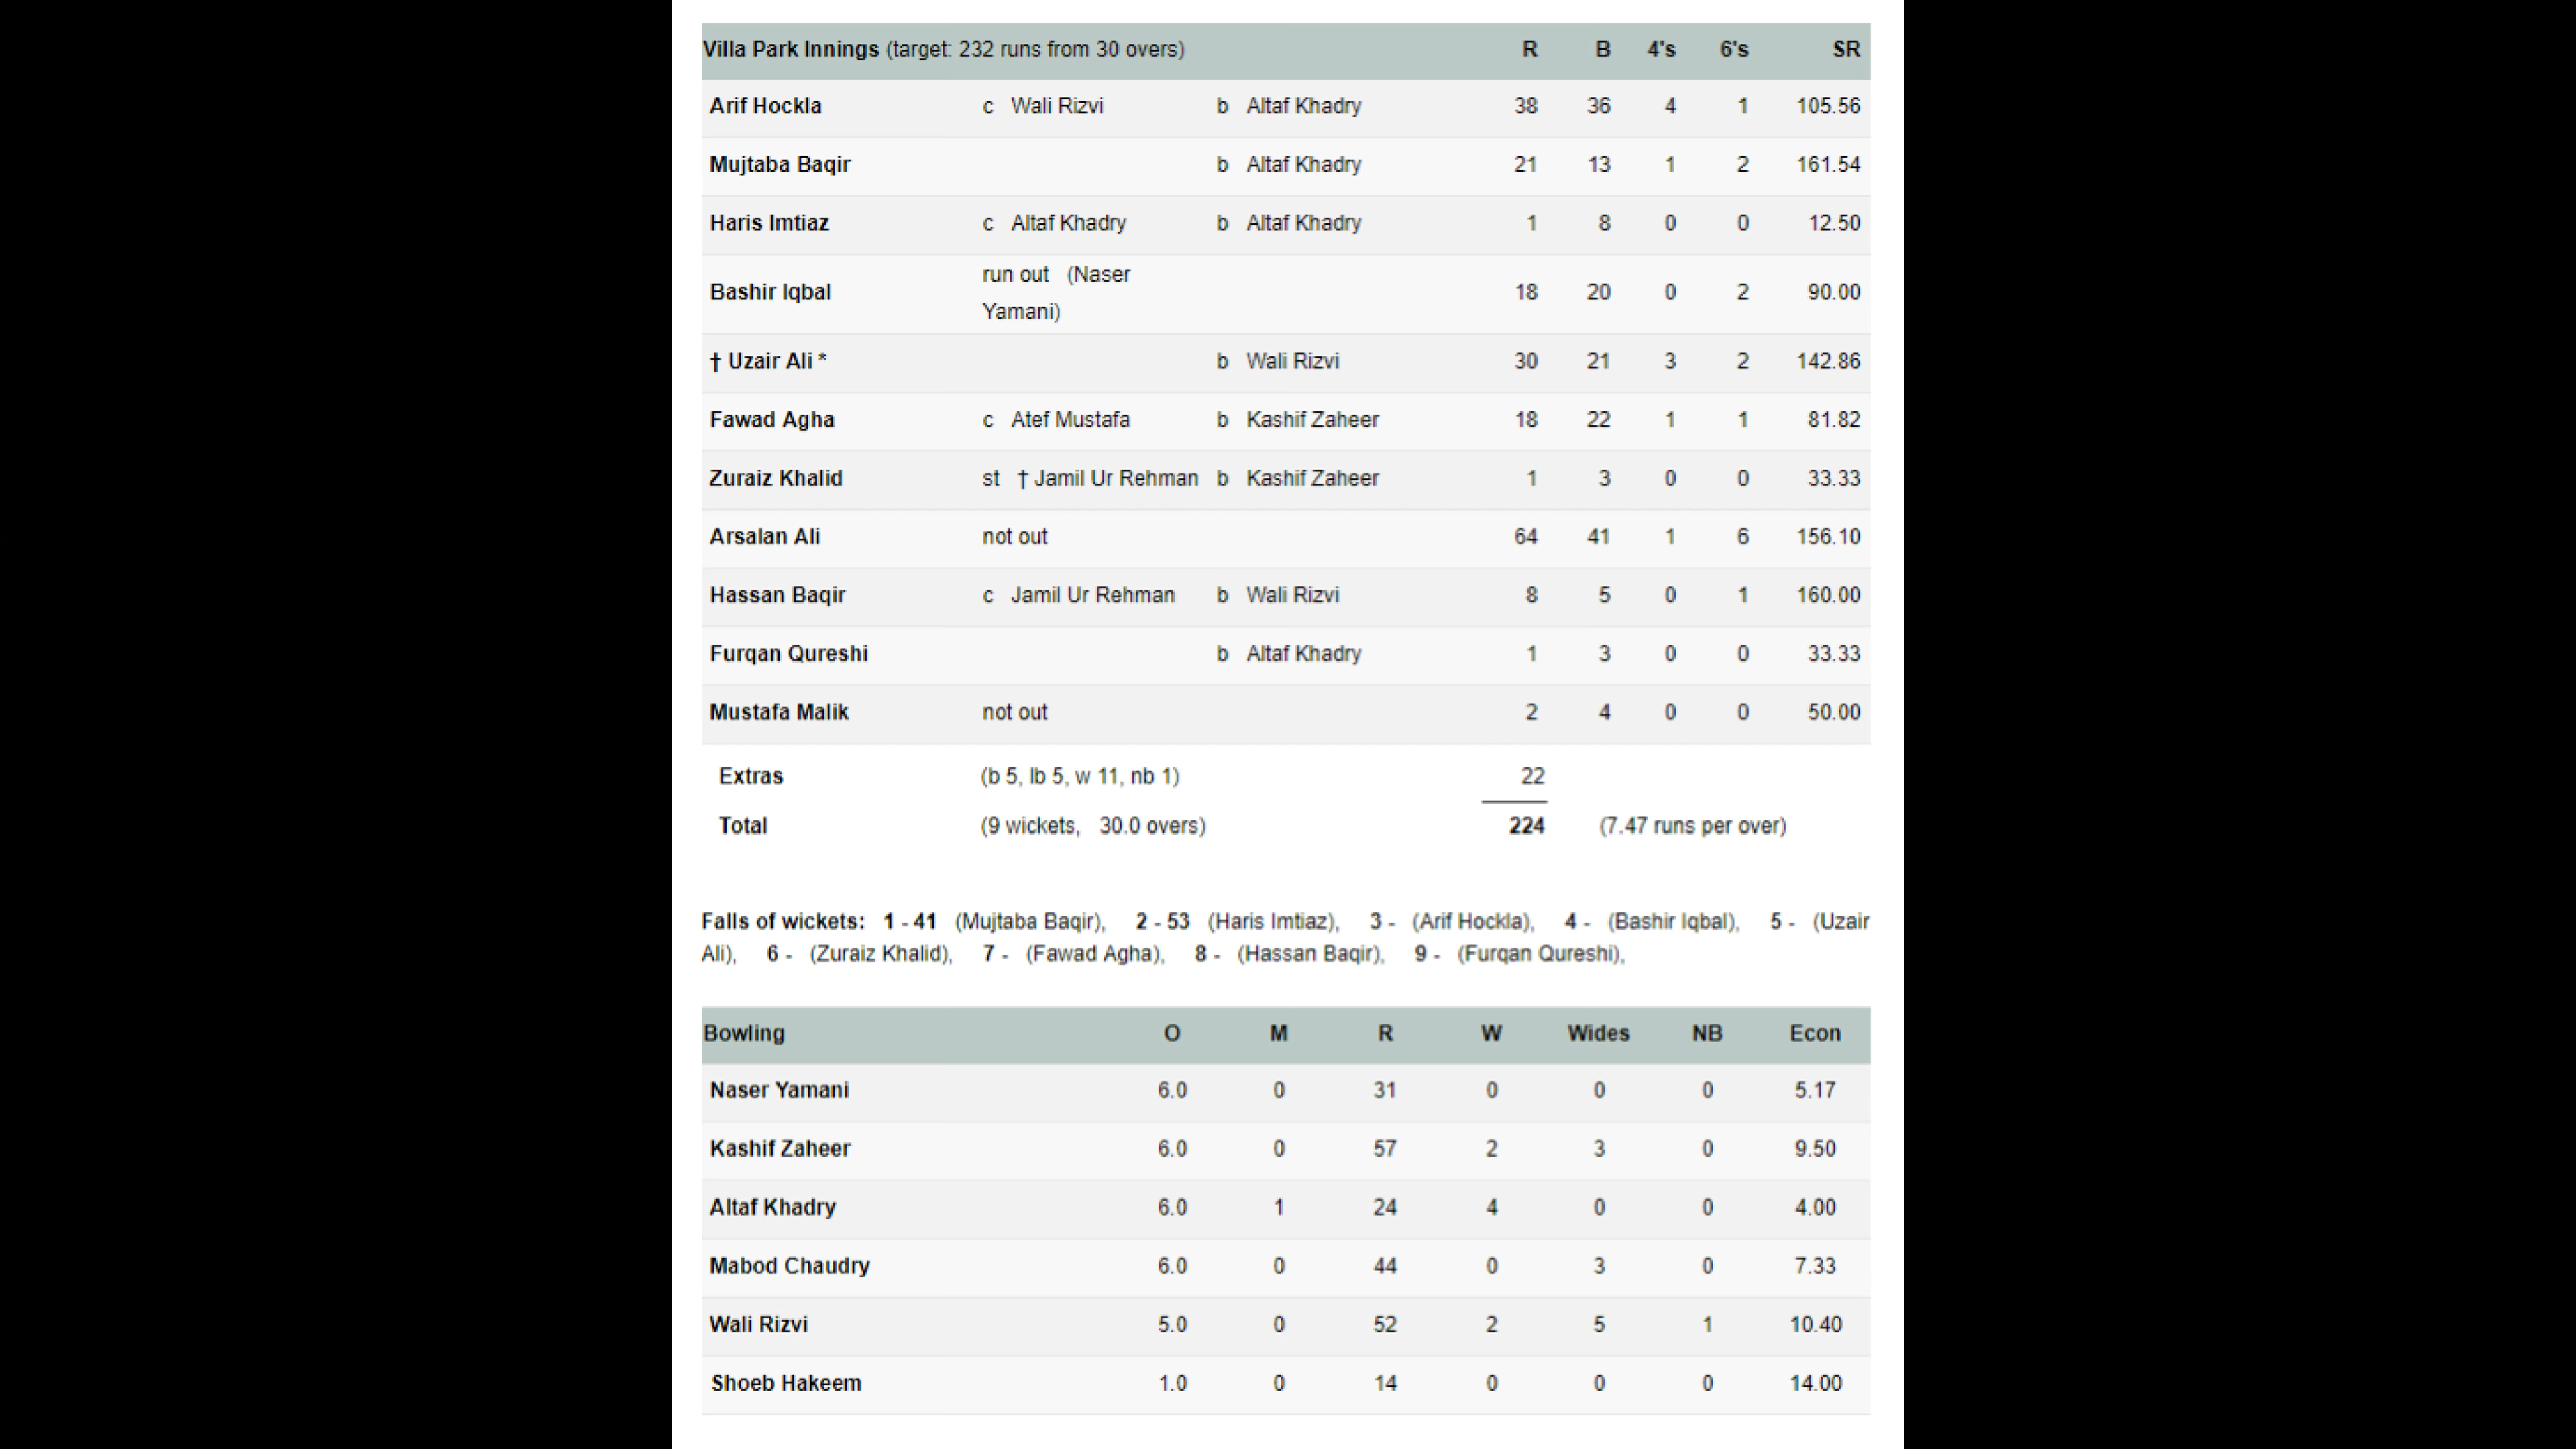 Villa Park Innings (target: 232 runs from 30 overs) R B 4's 6's SR
Arif Hockla c Wali Rizvi b Altaf Khadry 38 36 4 1 105.56
Mujtaba Baqir b Altaf Khadry 21 13 1 2 161.54
Haris Imtiaz c Altaf Khadry b Altaf Khadry 1 8 0 0 12.50
Bashir Iqbal run out (Naser Yamani) 18 20 0 2 90.00
† Uzair Ali * b Wali Rizvi 30 21 3 2 142.86
Fawad Agha c Atef Mustafa b Kashif Zaheer 18 22 1 1 81.82
Zuraiz Khalid st † Jamil Ur Rehman b Kashif Zaheer 1 3 0 0 33.33
Arsalan Ali not out 64 41 1 6 156.10
Hassan Baqir c Jamil Ur Rehman b Wali Rizvi 8 5 0 1 160.00
Furqan Qureshi b Altaf Khadry 1 3 0 0 33.33
Mustafa Malik not out 2 4 0 0 50.00
Extras (b 5, lb 5, w 11, nb 1) 22
Total (9 wickets, 30.0 overs) 224 (7.47 runs per over)
Falls of wickets: 1 - 41 (Mujtaba Baqir), 2 - 53 (Haris Imtiaz), 3 - (Arif Hockla), 4 - (Bashir Iqbal), 5 - (Uzair
Ali), 6 - (Zuraiz Khalid), 7 - (Fawad Agha), 8 - (Hassan Baqir), 9 - (Furqan Qureshi),
Bowling O M R W Wides NB Econ
Naser Yamani 6.0 0 31 0 0 0 5.17
Kashif Zaheer 6.0 0 57 2 3 0 9.50
Altaf Khadry 6.0 1 24 4 0 0 4.00
Mabod Chaudry 6.0 0 44 0 3 0 7.33
Wali Rizvi 5.0 0 52 2 5 1 10.40
Shoeb Hakeem 1.0 0 14 0 0 0 14.00